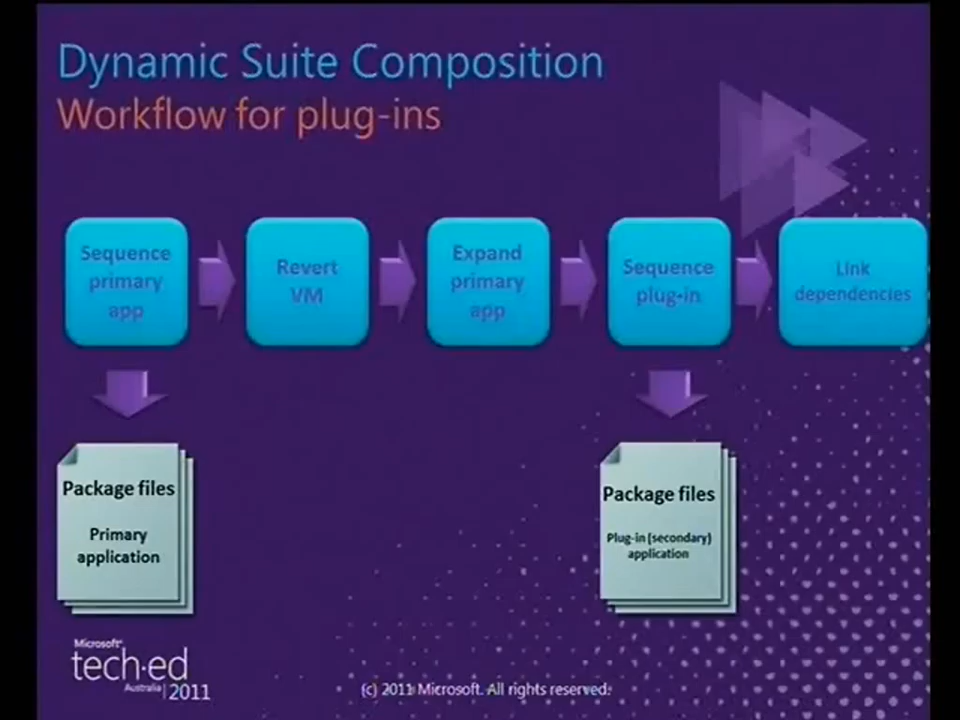 Dynamic Suite Composition
Workflow for plug-ins
Sequence
primary
app
Revert
VM
Expand
primary
app
Sequence
plug-in
Link
dependencies
Package files
Primary
application
Package files
Plug-in (secondary)
application
Microsoft
tech·ed
Australia | 2011
(c) 2011 Microsoft. All rights reserved.